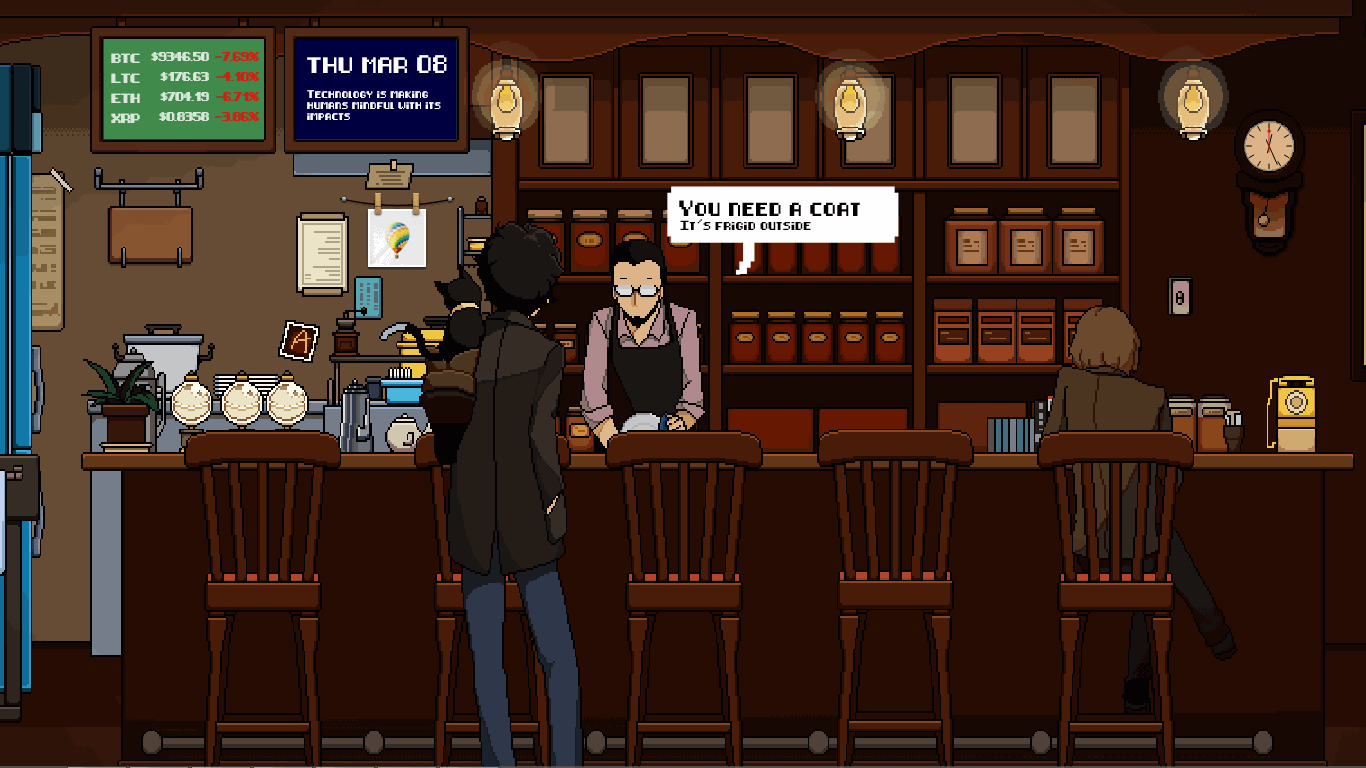 BTC $9346.50 -7.69%
LTC $176.63 -4.10%
ETH $704.19 -6.71%
XRP $0.8358 -3.86%
THU MAR 08
Technology is making
humans mindful with its
impacts
You need a coat
It's frigid outside
A